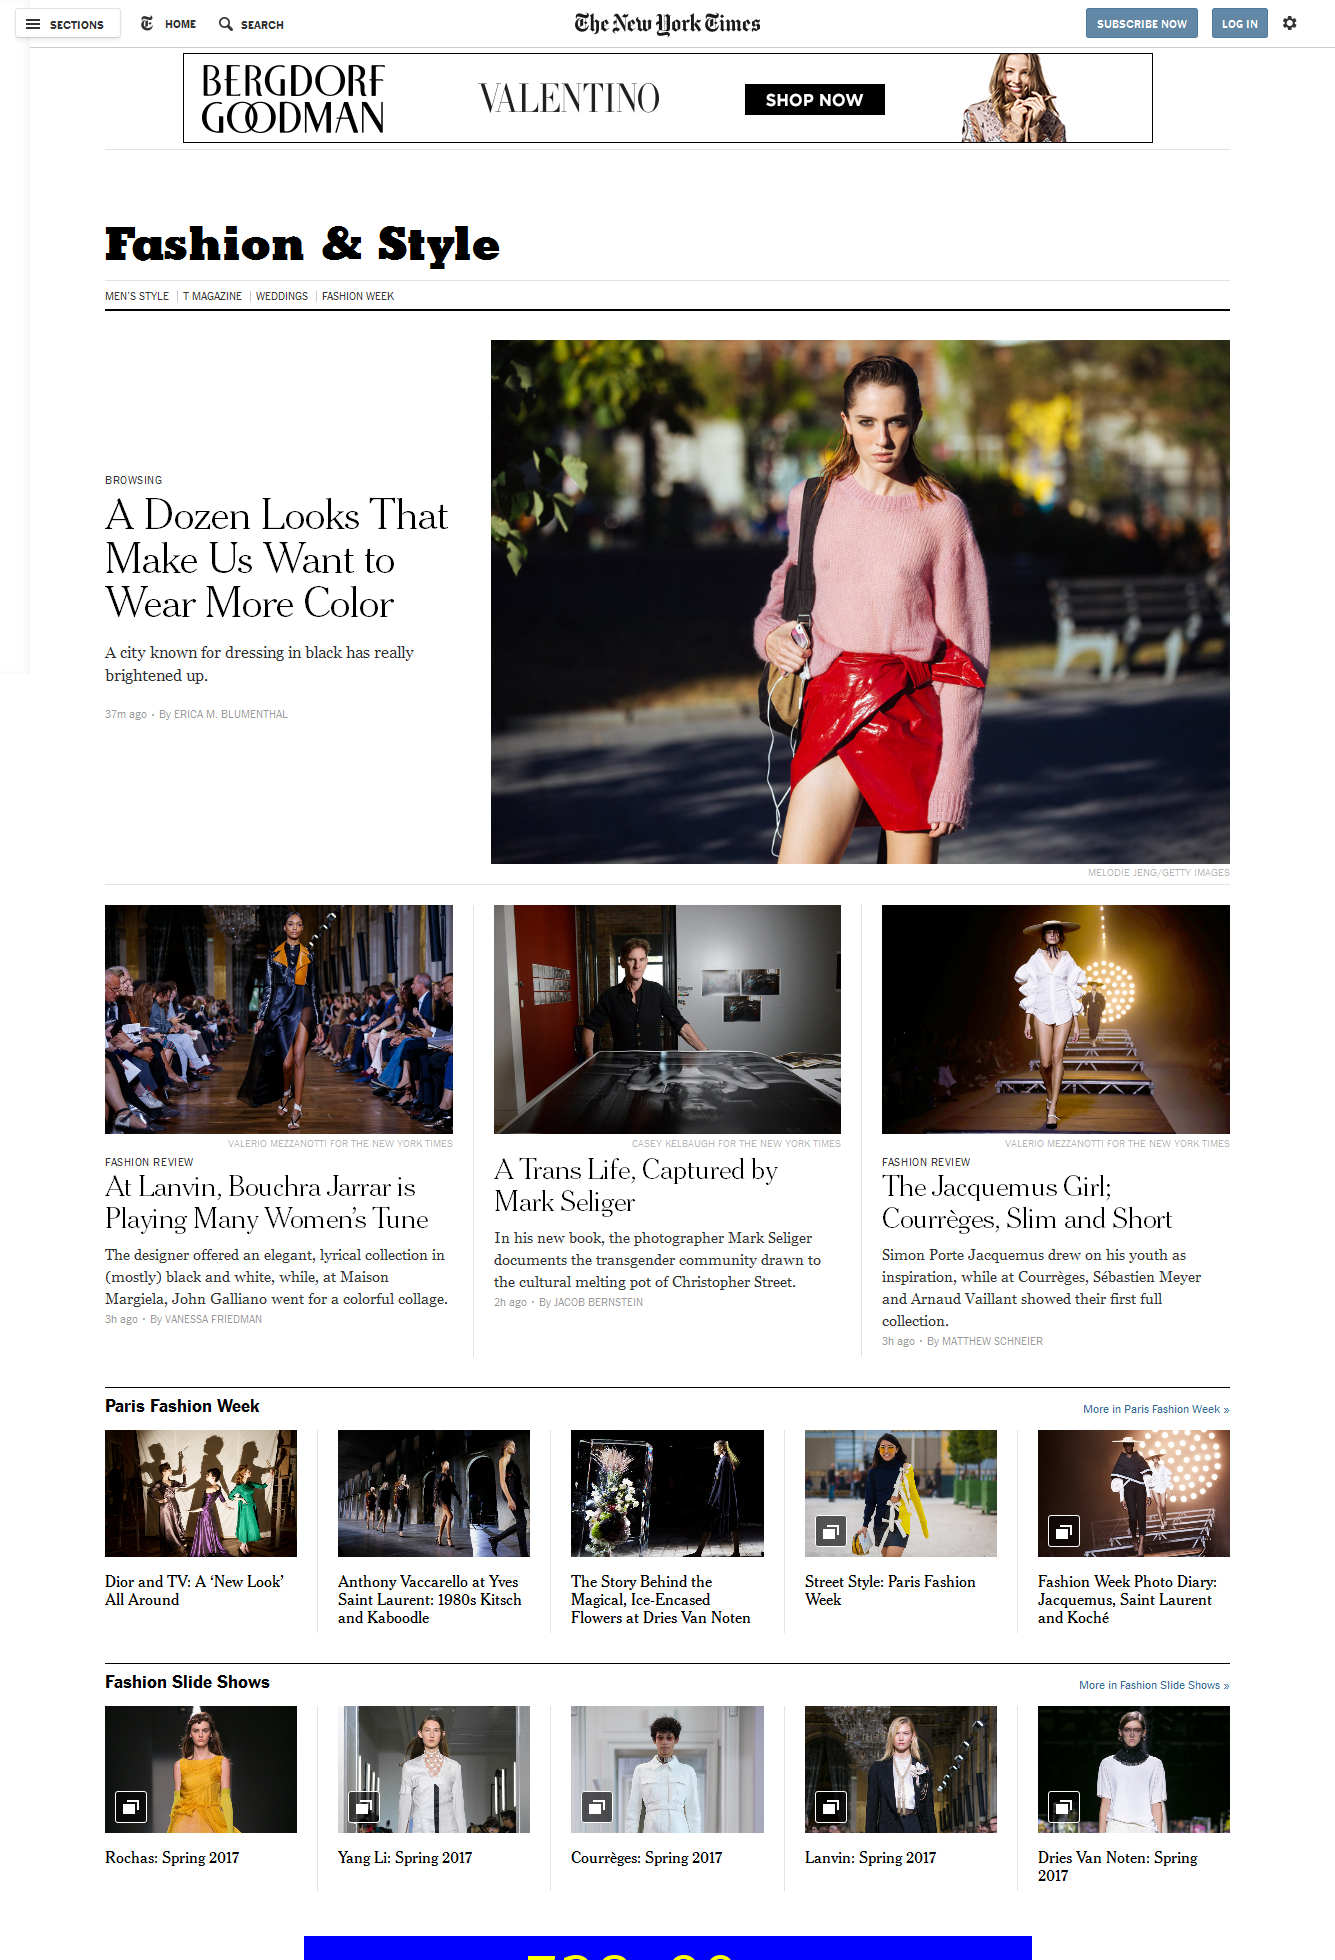 SECTIONS HOME SEARCH The New York Times SUBSCRIBE NOW LOG IN
BERGDORF
GOODMAN
VALENTINO
SHOP NOW
Fashion & Style
MEN'S STYLE | T MAGAZINE | WEDDINGS | FASHION WEEK
BROWSING
A Dozen Looks That
Make Us Want to
Wear More Color
A city known for dressing in black has really
brightened up.
37m ago · By ERICA M. BLUMENTHAL
MELODIE JENG/GETTY IMAGES
VALERIO MEZZANOTTI FOR THE NEW YORK TIMES
FASHION REVIEW
At Lanvin, Bouchra Jarrar is
Playing Many Women's Tune
The designer offered an elegant, lyrical collection in
(mostly) black and white, while, at Maison
Margiela, John Galliano went for a colorful collage.
3h ago · By VANESSA FRIEDMAN
CASEY KELBAUGH FOR THE NEW YORK TIMES
A Trans Life, Captured by
Mark Seliger
In his new book, the photographer Mark Seliger
documents the transgender community drawn to
the cultural melting pot of Christopher Street.
2h ago · By JACOB BERNSTEIN
VALERIO MEZZANOTTI FOR THE NEW YORK TIMES
FASHION REVIEW
The Jacquemus Girl;
Courrèges, Slim and Short
Simon Porte Jacquemus drew on his youth as
inspiration, while at Courrèges, Sébastien Meyer
and Arnaud Vaillant showed their first full
collection.
3h ago · By MATTHEW SCHNEIER
Paris Fashion Week
More in Paris Fashion Week »
Dior and TV: A ‘New Look’
All Around
Anthony Vaccarello at Yves
Saint Laurent: 1980s Kitsch
and Kaboodle
The Story Behind the
Magical, Ice-Encased
Flowers at Dries Van Noten
Street Style: Paris Fashion
Week
Fashion Week Photo Diary:
Jacquemus, Saint Laurent
and Koché
Fashion Slide Shows
More in Fashion Slide Shows »
Rochas: Spring 2017
Yang Li: Spring 2017
Courrèges: Spring 2017
Lanvin: Spring 2017
Dries Van Noten: Spring
2017